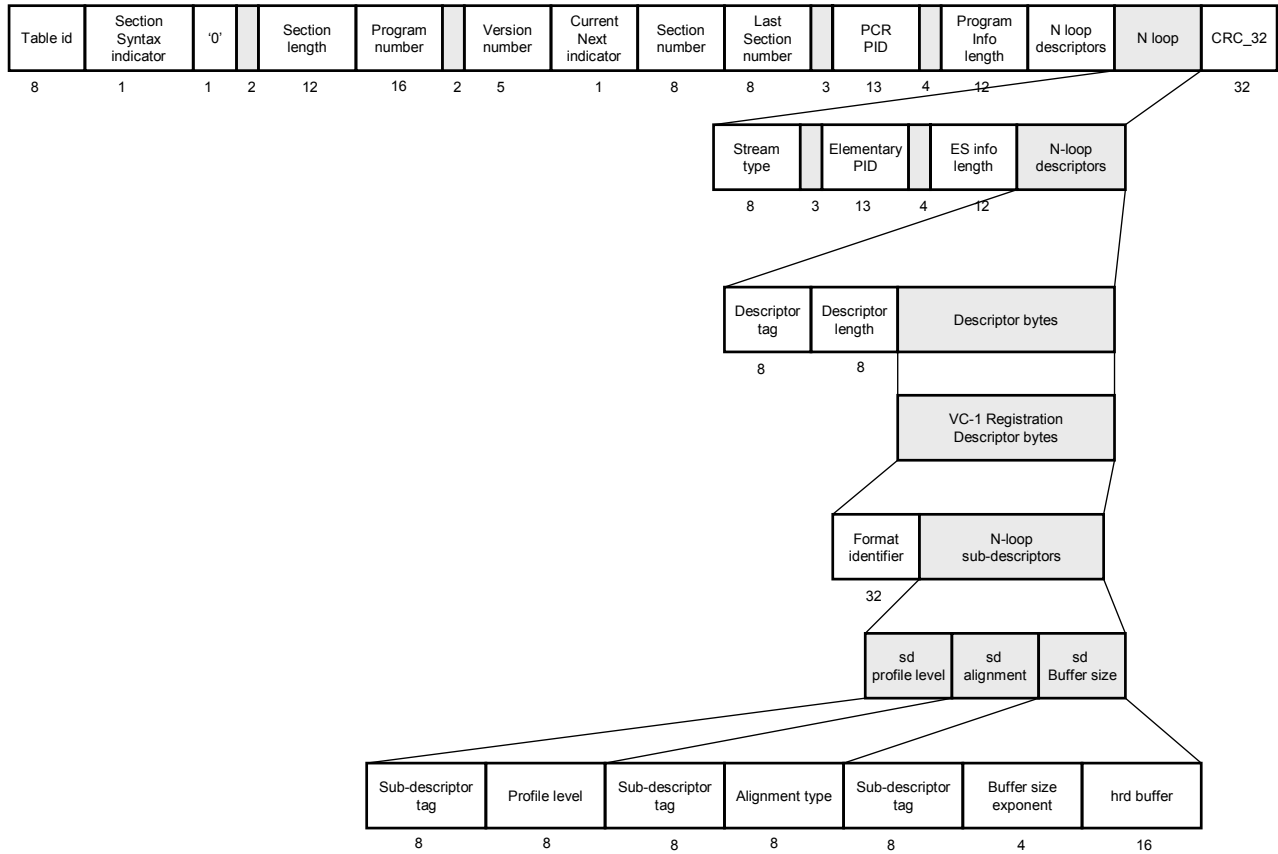 Table id
Section
Syntax
indicator
‘0’
Section
length
Program
number
Version
number
Current
Next
indicator
Section
number
Last
Section
number
PCR
PID
Program
Info
length
N loop
descriptors
N loop
CRC_32
8 1 1 2 12 16 2 5 1 8 8 3 13 4 12 32
Stream
type
Elementary
PID
ES info
length
N-loop
descriptors
8 3 13 4 12
Descriptor
tag
Descriptor
length
Descriptor bytes
8 8
VC-1 Registration
Descriptor bytes
Format
identifier
N-loop
sub-descriptors
32
sd
profile level
sd
alignment
sd
Buffer size
Sub-descriptor
tag
Profile level
Sub-descriptor
tag
Alignment type
Sub-descriptor
tag
Buffer size
exponent
hrd buffer
8 8 8 8 8 4 16